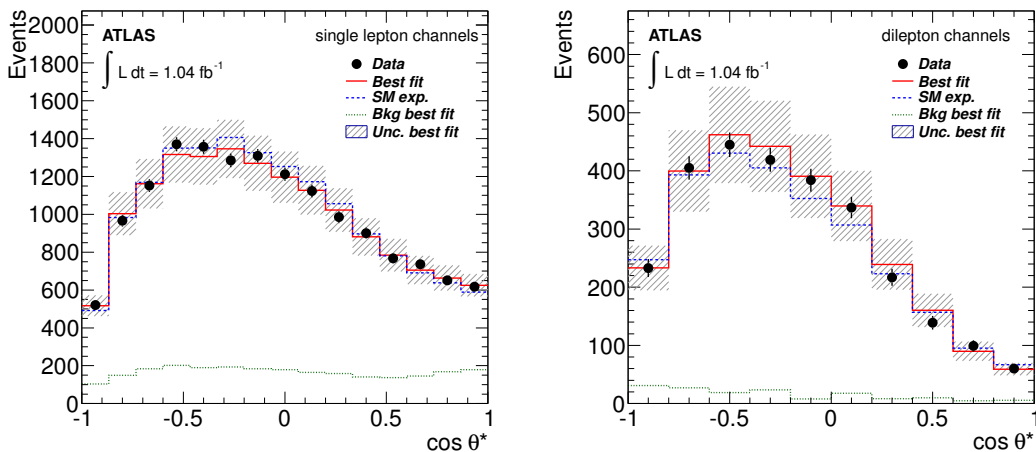 Events
2000
1800
1600
1400
1200
1000
800
600
400
200
0
ATLAS
single lepton channels
∫ L dt = 1.04 fb⁻¹
Data
Best fit
SM exp.
Bkg best fit
Unc. best fit
-1 -0.5 0 0.5 1
cos θ*
Events
600
500
400
300
200
100
0
ATLAS
dilepton channels
∫ L dt = 1.04 fb⁻¹
Data
Best fit
SM exp.
Bkg best fit
Unc. best fit
-1 -0.5 0 0.5 1
cos θ*